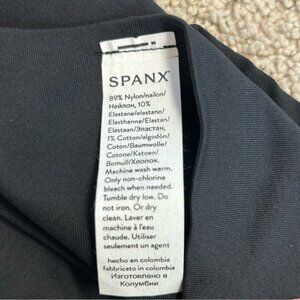 SPANX
89% Nylon/nailon/
Нейлон, 10%
Elastane/elastano/
Elasthanne/Elastan/
Elastaan/Эластан,
1% Cotton/algodón/
Coton/Baumwolle/
Cotone/Katoen/
Bomull/Хлопок.
Machine wash warm.
Only non-chlorine
bleach when needed.
Tumble dry low. Do
not iron. Or dry
clean. Laver en
machine à l'eau
chaude. Utiliser
seulement un agent
hecho en colombia
fabbricato in colombia
Изготовлено в
Колумбии